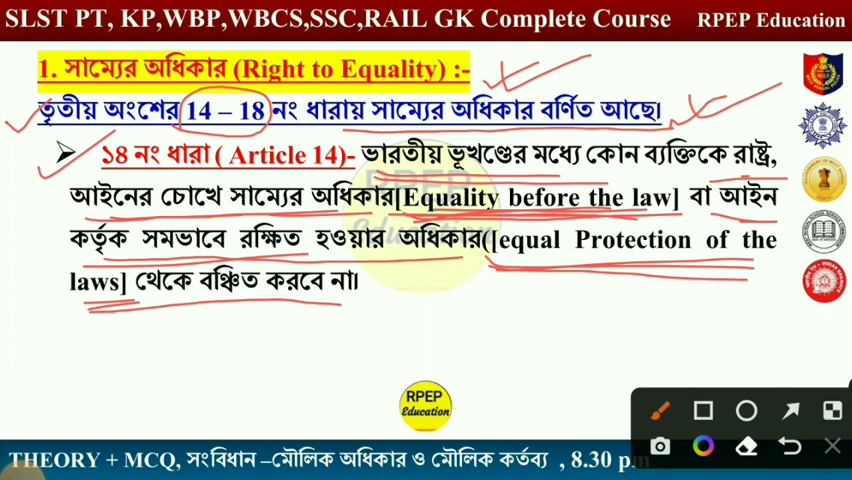 SLST PT, KP,WBP,WBCS,SSC,RAIL GK Complete Course RPEP Education
1. সাম্যের অধিকার (Right to Equality) :-
তৃতীয় অংশের 14 – 18 নং ধারায় সাম্যের অধিকার বর্ণিত আছে।
১৪ নং ধারা ( Article 14)- ভারতীয় ভূখণ্ডের মধ্যে কোন ব্যক্তিকে রাষ্ট্র,
আইনের চোখে সাম্যের অধিকার[Equality before the law] বা আইন
কর্তৃক সমভাবে রক্ষিত হওয়ার অধিকার([equal Protection of the
laws] থেকে বঞ্চিত করবে না।
RPEP
Education
THEORY + MCQ, সংবিধান –মৌলিক অধিকার ও মৌলিক কর্তব্য , 8.30 pm